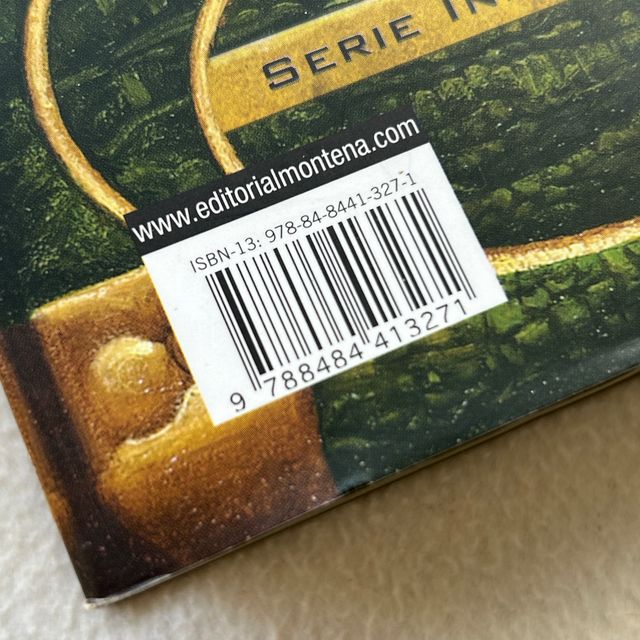 SERIE IN
www.editorialmontena.com
ISBN-13: 978-84-8441-327-1
9 788484 413271